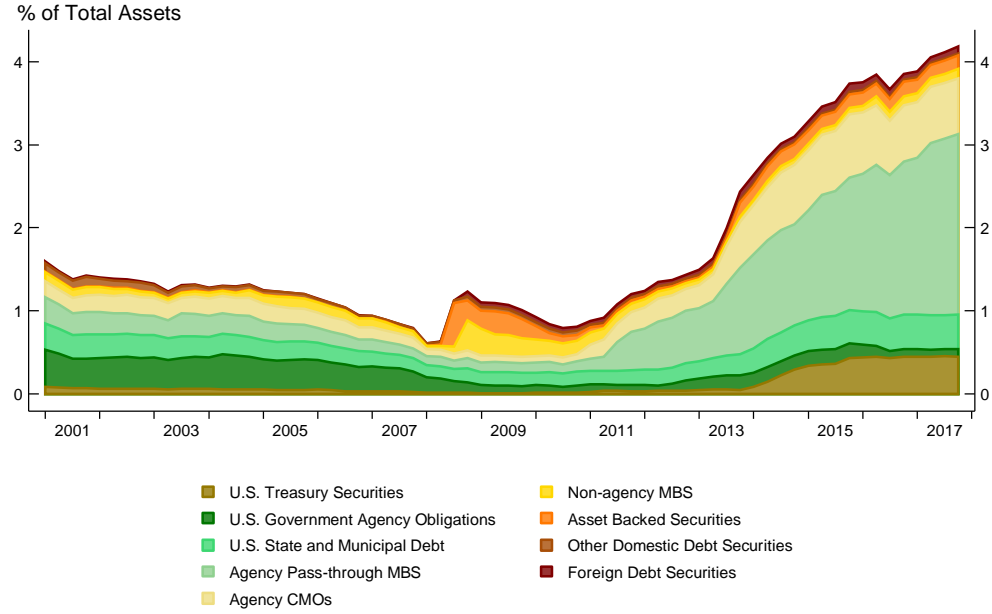 % of Total Assets
4 4
3 3
2 2
1 1
0 0
2001 2003 2005 2007 2009 2011 2013 2015 2017
U.S. Treasury Securities
U.S. Government Agency Obligations
U.S. State and Municipal Debt
Agency Pass-through MBS
Agency CMOs
Non-agency MBS
Asset Backed Securities
Other Domestic Debt Securities
Foreign Debt Securities